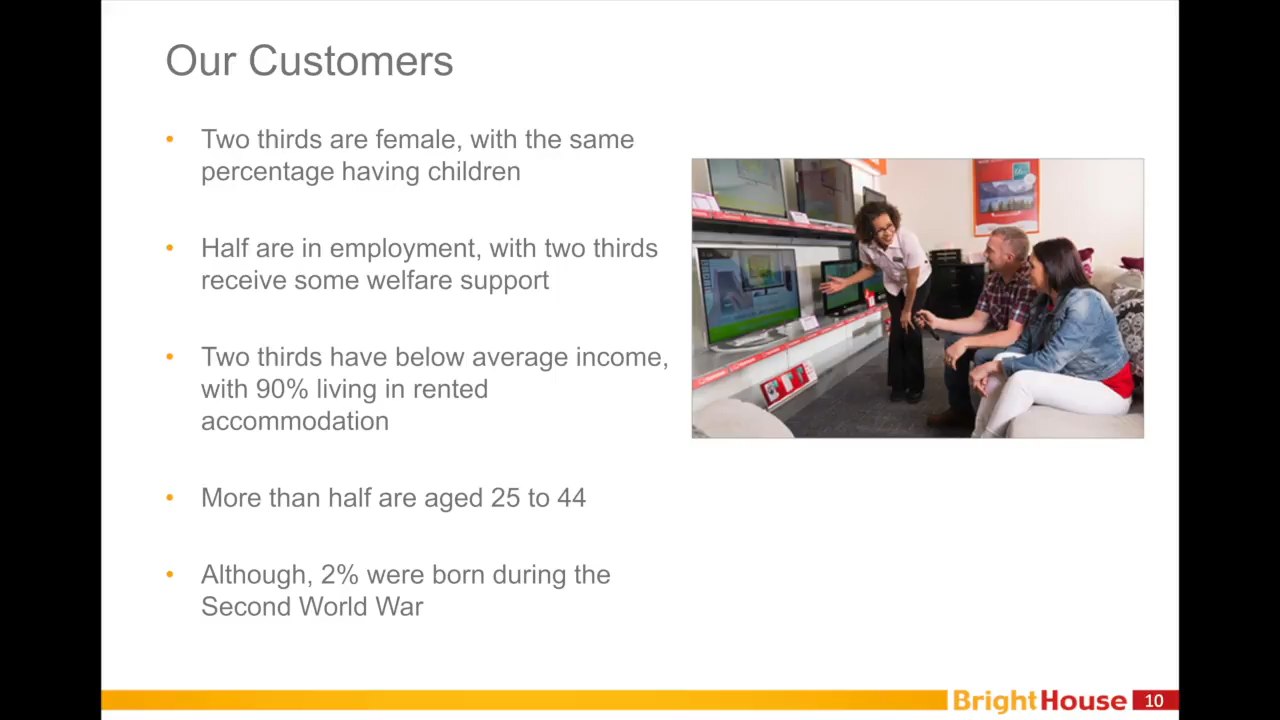 Our Customers
• Two thirds are female, with the same
percentage having children
• Half are in employment, with two thirds
receive some welfare support
• Two thirds have below average income,
with 90% living in rented
accommodation
• More than half are aged 25 to 44
• Although, 2% were born during the
Second World War
BrightHouse 10